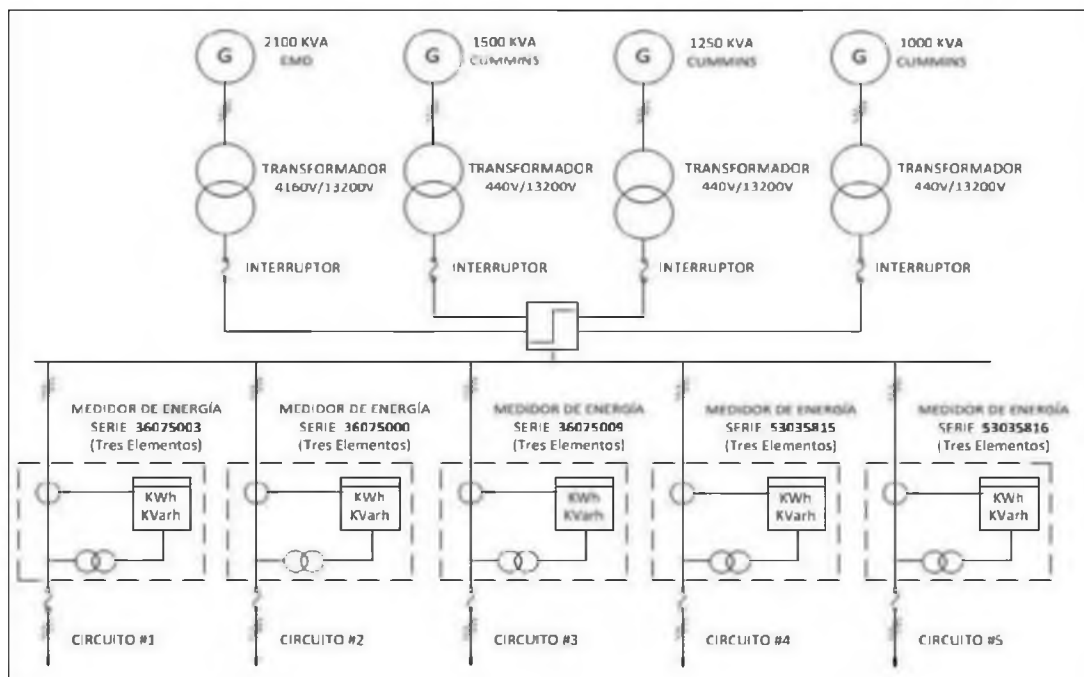 2100 KVA
EMD
G
1500 KVA
CUMMINS
G
1250 KVA
CUMMINS
G
1000 KVA
CUMMINS
G
TRANSFORMADOR
4160V/13200V
TRANSFORMADOR
440V/13200V
TRANSFORMADOR
440V/13200V
TRANSFORMADOR
440V/13200V
INTERRUPTOR
INTERRUPTOR
INTERRUPTOR
INTERRUPTOR
MEDIDOR DE ENERGÍA
SERIE 36075003
(Tres Elementos)
MEDIDOR DE ENERGÍA
SERIE 36075000
(Tres Elementos)
MEDIDOR DE ENERGÍA
SERIE 36075009
(Tres Elementos)
MEDIDOR DE ENERGÍA
SERIE 53035815
(Tres Elementos)
MEDIDOR DE ENERGÍA
SERIE 53035816
(Tres Elementos)
KWh
KVarh
KWh
KVarh
KWh
KVarh
KWh
KVarh
KWh
KVarh
CIRCUITO #1
CIRCUITO #2
CIRCUITO #3
CIRCUITO #4
CIRCUITO #5